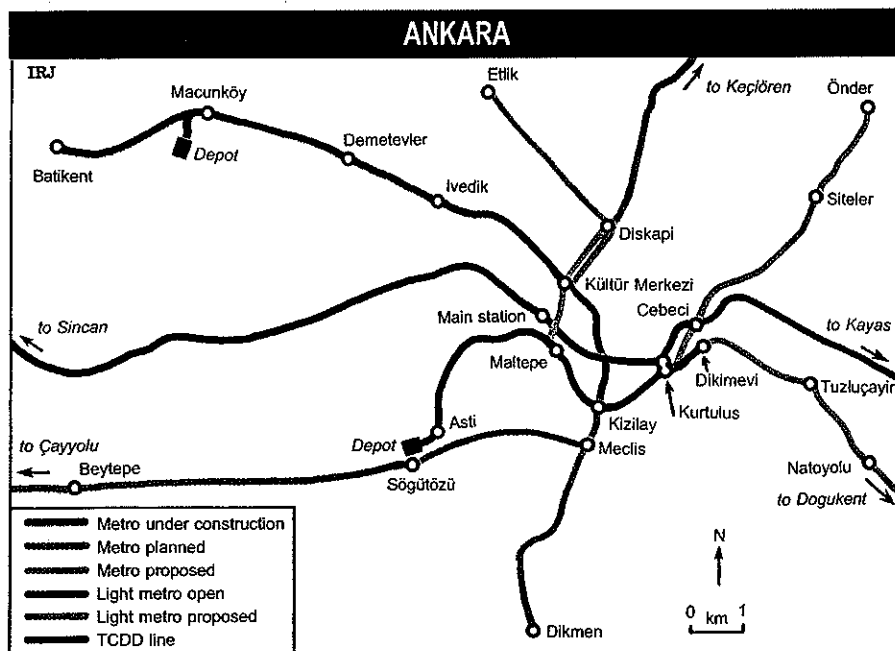 ANKARA
IRJ
Etlik
to Keçlören
Önder
Macunköy
Depot
Demetevler
Batikent
Ivedik
Siteler
Diskapi
Kültür Merkezi
Cebeci
Main station
to Sincan
to Kayas
Maltepe
Dikimevi
Tuzluçayir
Kurtulus
Kizilay
Asti
Depot
Meclis
to Çayyolu
Beytepe
Sögütözü
Natoyolu
to Dogukent
Metro under construction
Metro planned
Metro proposed
Light metro open
Light metro proposed
TCDD line
N
0 km 1
Dikmen